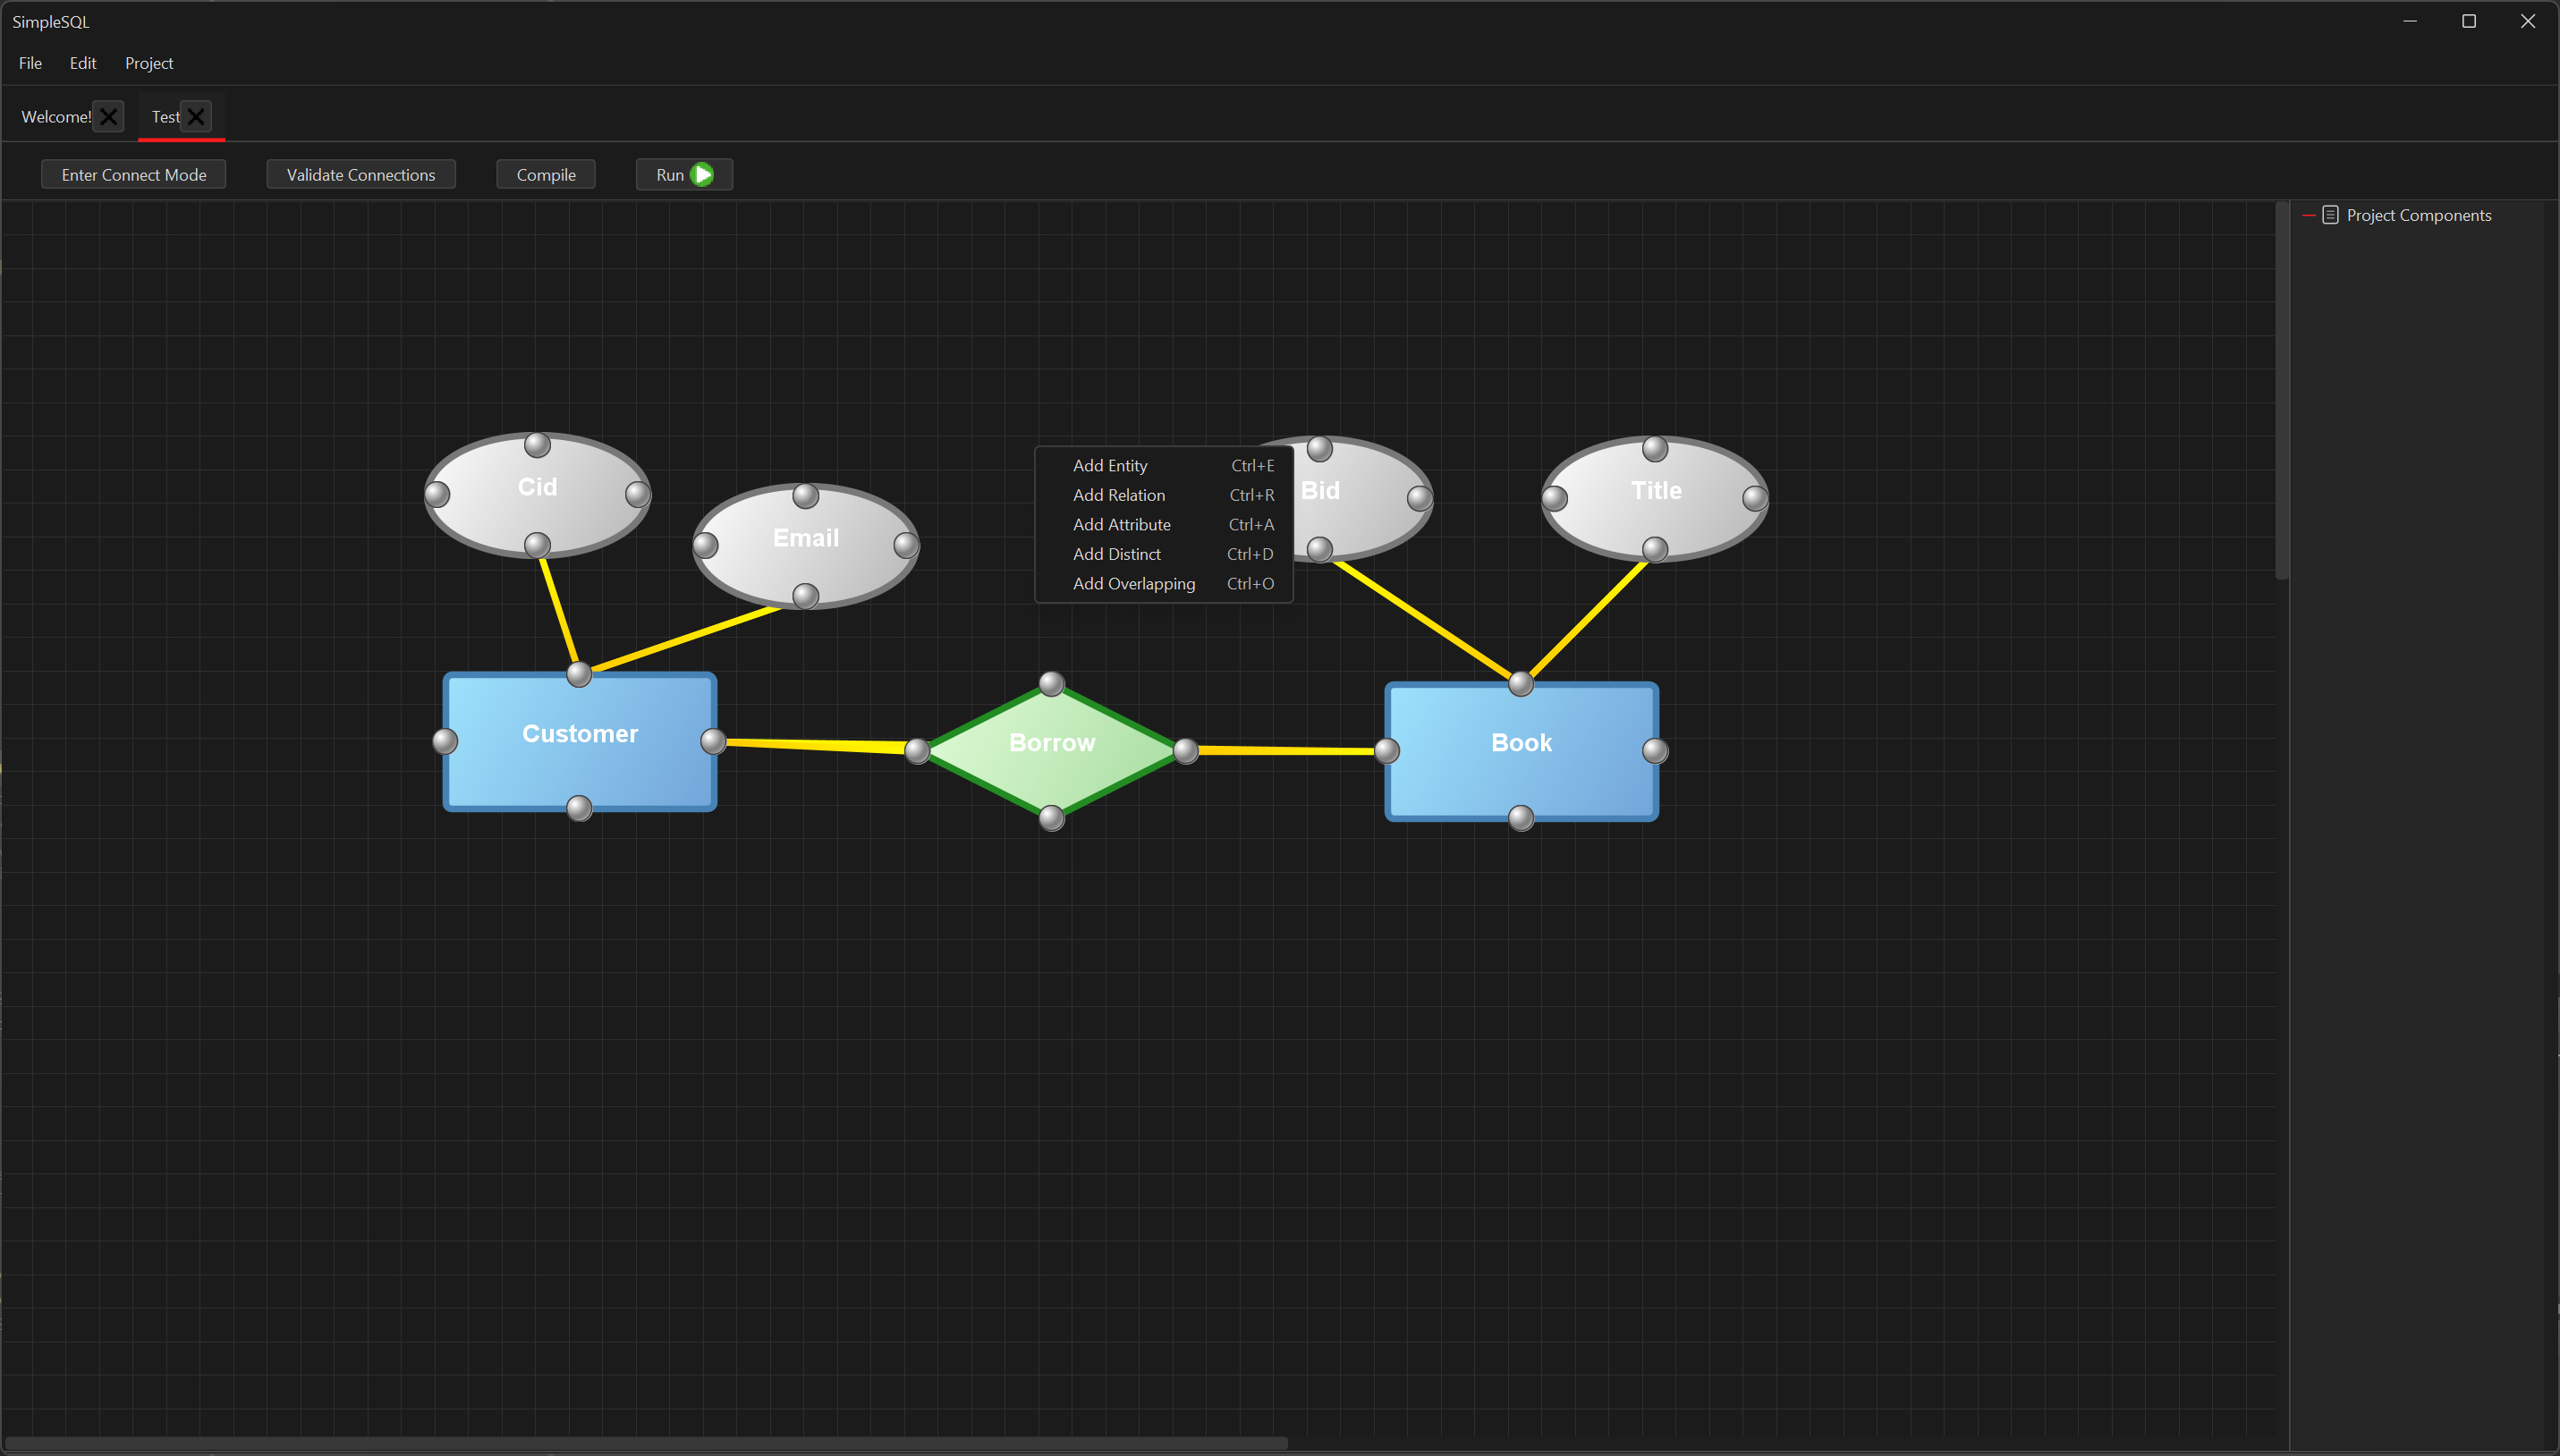 SimpleSQL
File Edit Project
Welcome! Test
Enter Connect Mode Validate Connections Compile Run
Project Components
Cid
Email
Add Entity Ctrl+E
Add Relation Ctrl+R
Add Attribute Ctrl+A
Add Distinct Ctrl+D
Add Overlapping Ctrl+O
Bid
Title
Customer
Borrow
Book